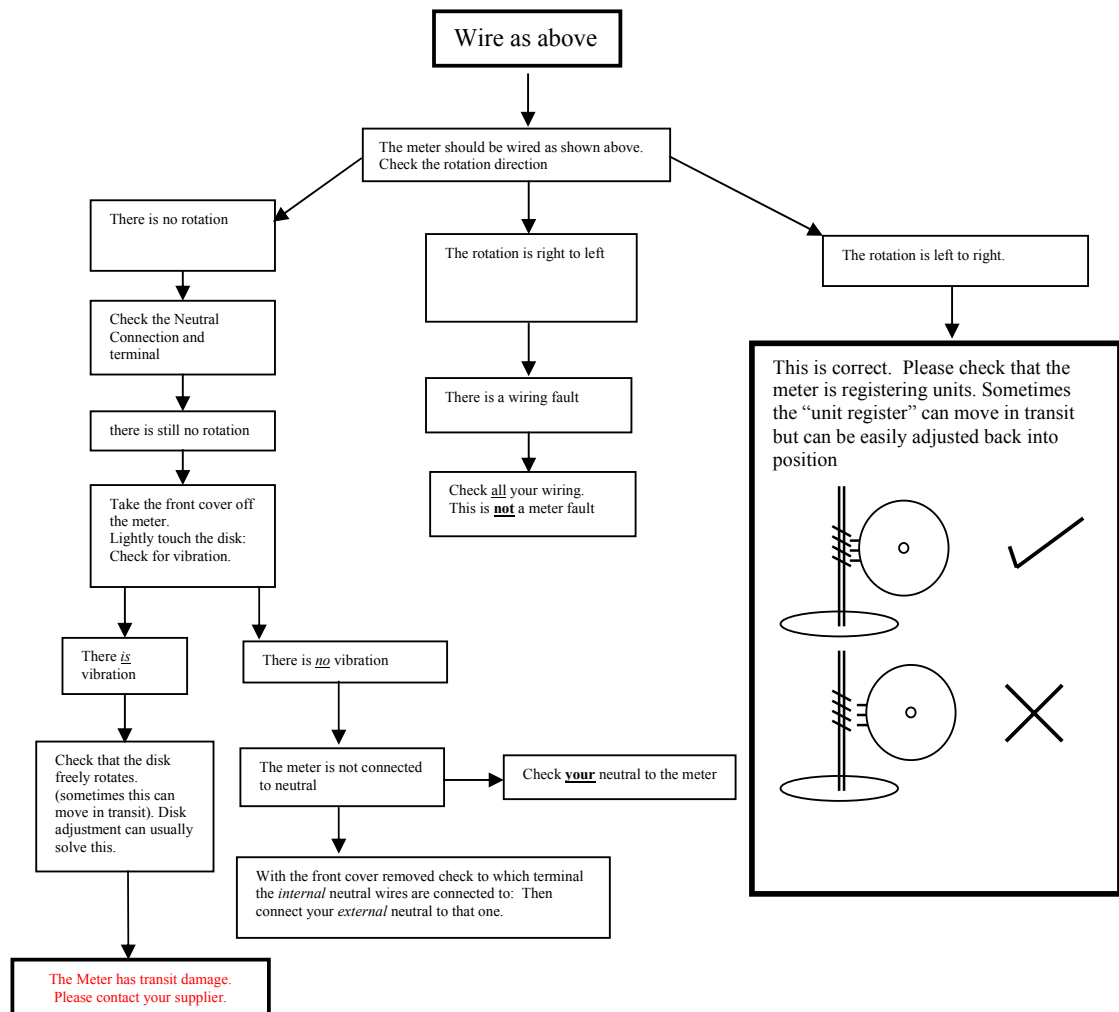 Wire as above
The meter should be wired as shown above.
Check the rotation direction
There is no rotation
The rotation is right to left
The rotation is left to right.
Check the Neutral
Connection and
terminal
there is still no rotation
Take the front cover off
the meter.
Lightly touch the disk:
Check for vibration.
There is
vibration
There is no vibration
Check that the disk
freely rotates.
(sometimes this can
move in transit). Disk
adjustment can usually
solve this.
The meter is not connected
to neutral
Check your neutral to the meter
With the front cover removed check to which terminal
the internal neutral wires are connected to: Then
connect your external neutral to that one.
The Meter has transit damage.
Please contact your supplier.
There is a wiring fault
Check all your wiring.
This is not a meter fault
This is correct. Please check that the
meter is registering units. Sometimes
the “unit register” can move in transit
but can be easily adjusted back into
position